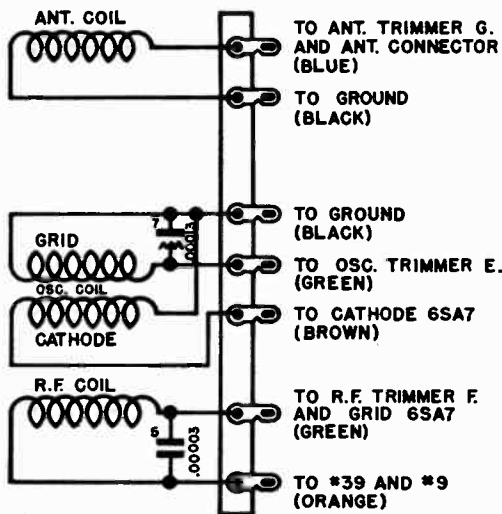 ANT. COIL
TO ANT. TRIMMER G.
AND ANT. CONNECTOR
(BLUE)
TO GROUND
(BLACK)
7
.00013
TO GROUND
(BLACK)
GRID
OSC. COIL
CATHODE
TO OSC. TRIMMER E.
(GREEN)
TO CATHODE 6SA7
(BROWN)
R.F. COIL
5
.00003
TO R.F. TRIMMER F.
AND GRID 6SA7
(GREEN)
TO #39 AND #9
(ORANGE)